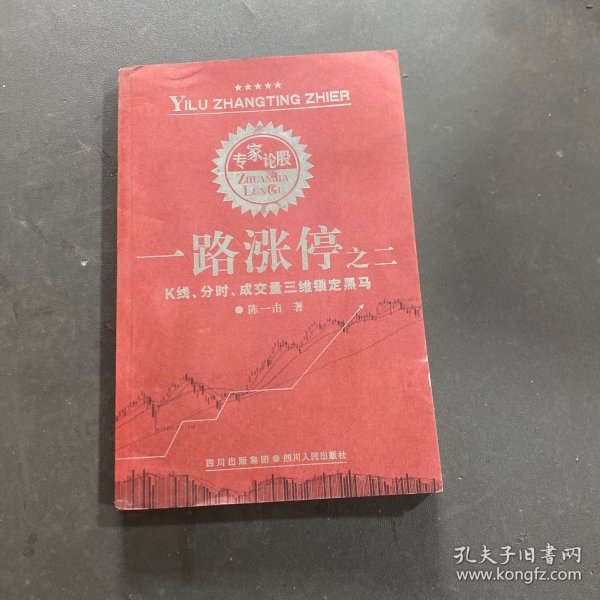 YILU ZHANGTING ZHIER
专家论股
ZHUANJIA
LUNGU
一路涨停之二
K线、分时、成交量三维锁定黑马
陈一击 著
四川出版集团 四川人民出版社
孔夫子旧书网
www.kongfz.com